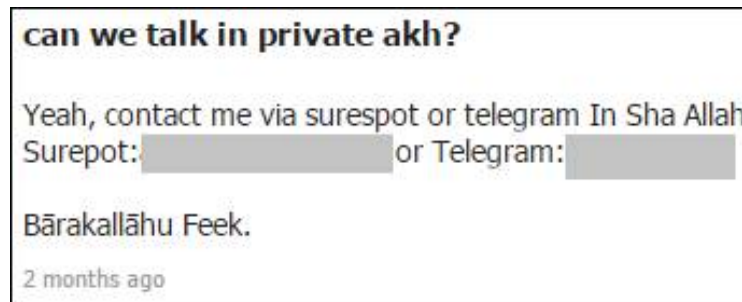 can we talk in private akh?
Yeah, contact me via surespot or telegram In Sha Allah
Surepot: or Telegram:
Bārakallāhu Feek.
2 months ago